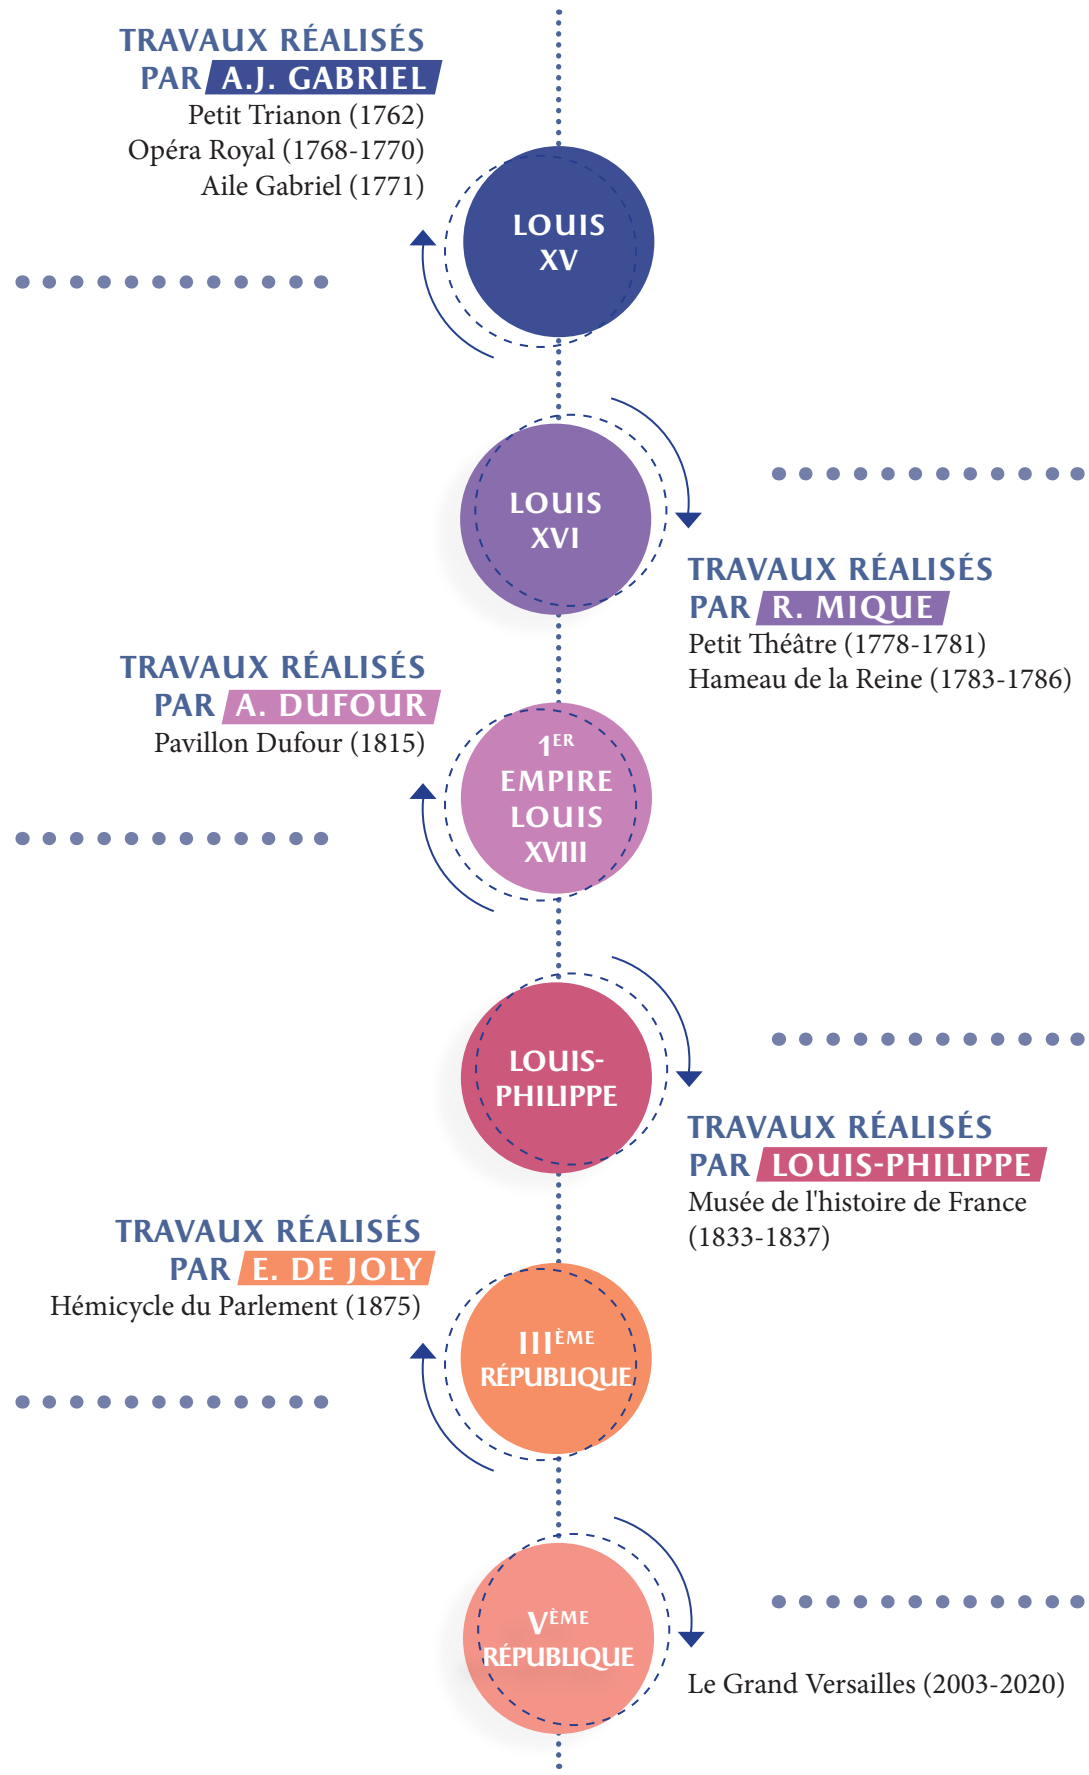 TRAVAUX RÉALISÉS
PAR A.J. GABRIEL
Petit Trianon (1762)
Opéra Royal (1768-1770)
Aile Gabriel (1771)
LOUIS
XV
LOUIS
XVI
TRAVAUX RÉALISÉS
PAR R. MIQUE
Petit Théâtre (1778-1781)
Hameau de la Reine (1783-1786)
TRAVAUX RÉALISÉS
PAR A. DUFOUR
Pavillon Dufour (1815)
1ER
EMPIRE
LOUIS
XVIII
LOUIS-
PHILIPPE
TRAVAUX RÉALISÉS
PAR LOUIS-PHILIPPE
Musée de l'histoire de France
(1833-1837)
TRAVAUX RÉALISÉS
PAR E. DE JOLY
Hémicycle du Parlement (1875)
IIIÈME
RÉPUBLIQUE
VÈME
RÉPUBLIQUE
Le Grand Versailles (2003-2020)